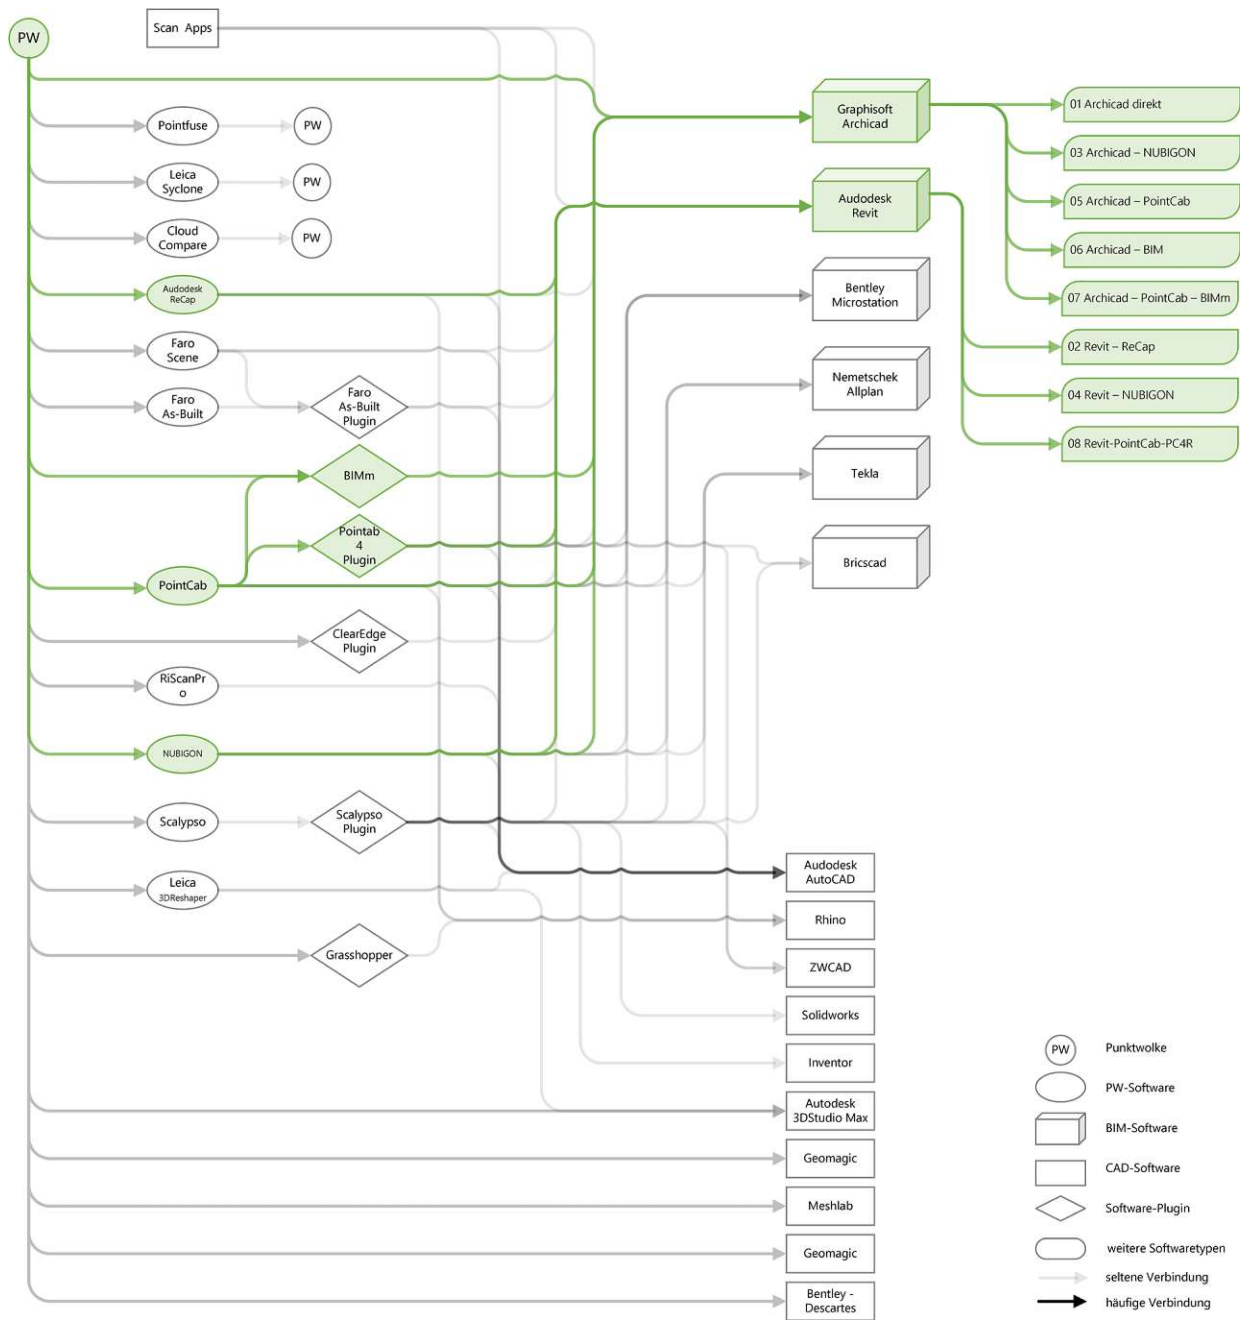 PW
Scan Apps
Pointfuse
PW
Leica
Syclone
PW
Cloud
Compare
PW
Audodesk
ReCap
Faro
Scene
Faro
As-Built
Faro
As-Built
Plugin
BIMm
Pointab
4
Plugin
PointCab
ClearEdge
Plugin
RiScanPr
o
NUBIGON
Scalypso
Scalypso
Plugin
Leica
3DReshaper
Grasshopper
Graphisoft
Archicad
Audodesk
Revit
Bentley
Microstation
Nemetschek
Allplan
Tekla
Bricscad
Audodesk
AutoCAD
Rhino
ZWCAD
Solidworks
Inventor
Autodesk
3DStudio Max
Geomagic
Meshlab
Geomagic
Bentley -
Descartes
01 Archicad direkt
03 Archicad – NUBIGON
05 Archicad – PointCab
06 Archicad – BIM
07 Archicad – PointCab – BIMm
02 Revit – ReCap
04 Revit – NUBIGON
08 Revit-PointCab-PC4R
PW
Punktwolke
PW-Software
BIM-Software
CAD-Software
Software-Plugin
weitere Softwaretypen
seltene Verbindung
häufige Verbindung